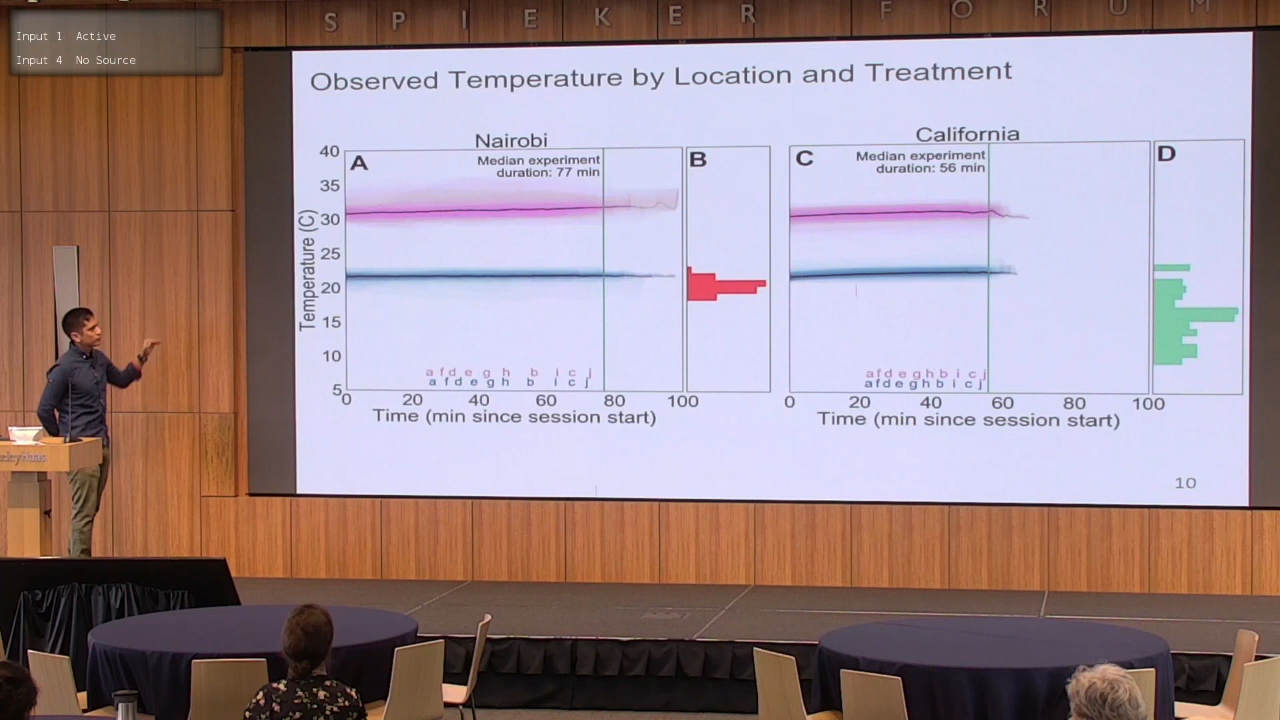 Input 1 Active
Input 4 No Source
SPIEKER FORUM
Observed Temperature by Location and Treatment
Nairobi
California
A
Median experiment
duration: 77 min
B
C
Median experiment
duration: 56 min
D
Temperature (C)
40
35
30
25
20
15
10
5
a f d e g h b i c j
a f d e g h b i c j
a f d e g h b i c j
a f d e g h b i c j
0 20 40 60 80 100
0 20 40 60 80 100
Time (min since session start)
Time (min since session start)
10